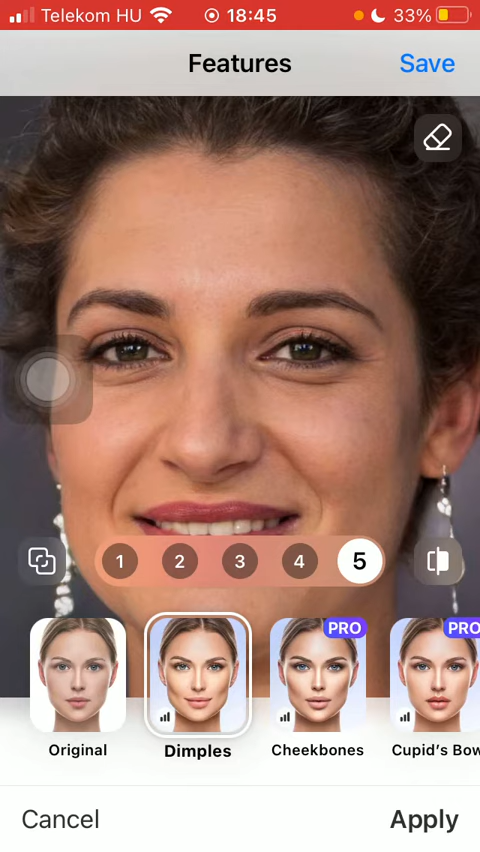 Telekom HU 18:45 33%
Features Save
1 2 3 4 5
PRO PRO
Original Dimples Cheekbones Cupid's Bow
Cancel Apply